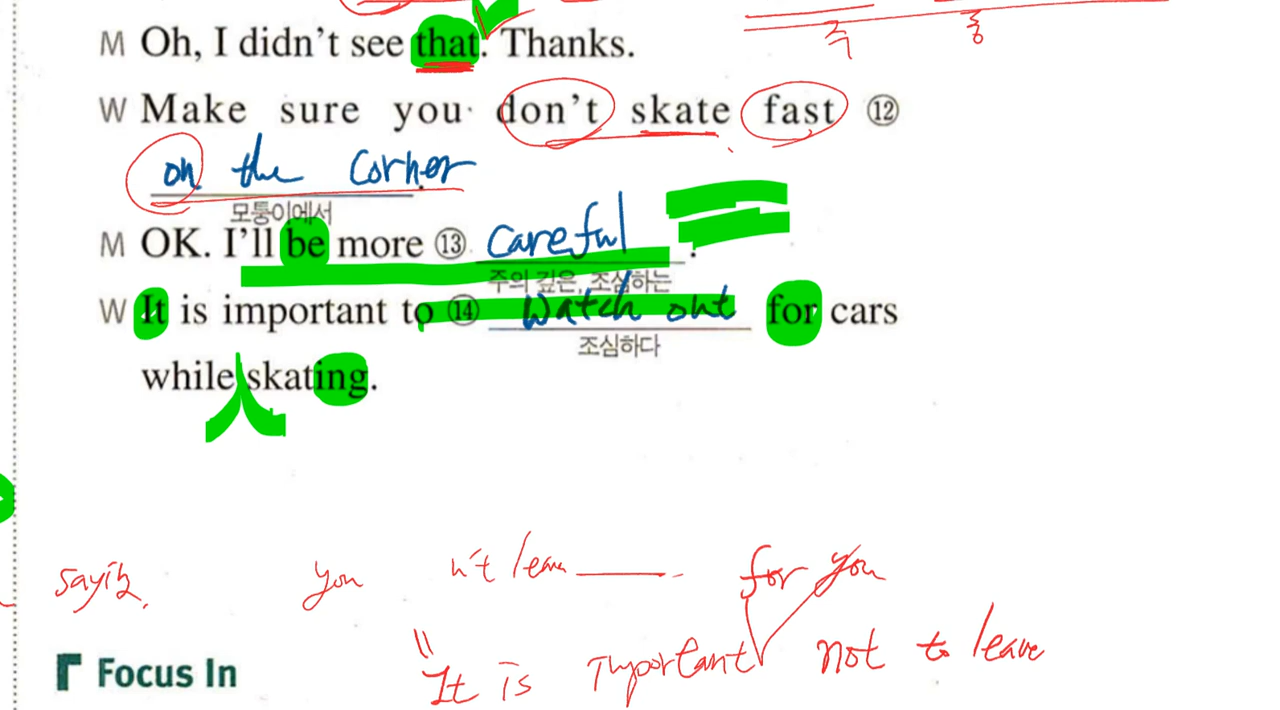 주 동
M Oh, I didn't see that. Thanks.
W Make sure you don't skate fast ⑫
on the corner
모퉁이에서
M OK. I'll be more ⑬ careful.
주의 깊은, 조심하는
W It is important to ⑭ watch out for cars
조심하다
while skating.
you n't leave for you
"It is important not to leave
Focus In